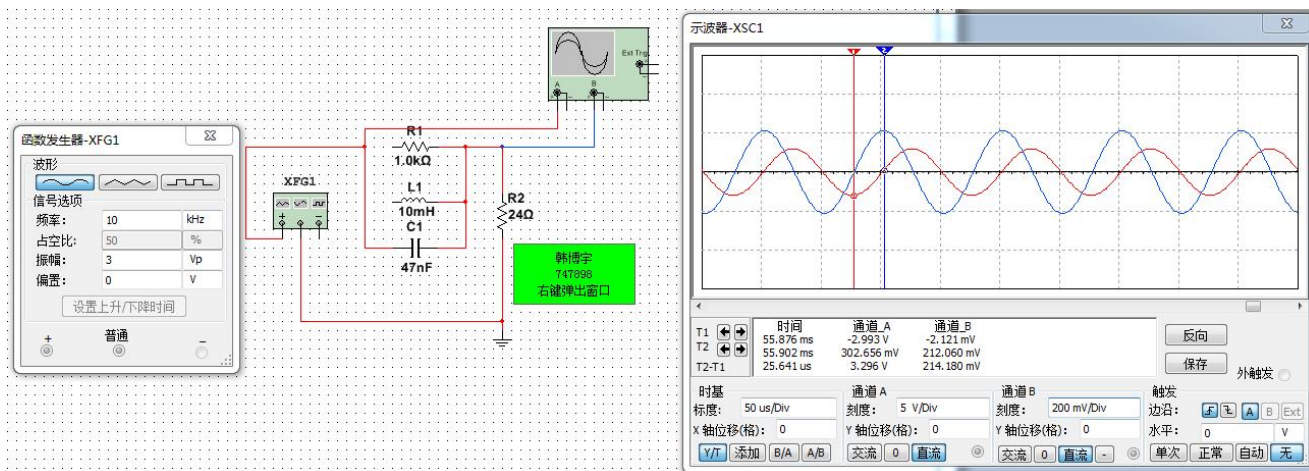 函数发生器-XFG1
波形
信号选项
频率: 10 kHz
占空比: 50 %
振幅: 3 Vp
偏置: 0 V
设置上升/下降时间
+ 普通 −
XFG1
R1
1.0kΩ
L1
10mH
C1
47nF
R2
24Ω
A B
Ext Trig
韩博宇
747898
右键弹出窗口
示波器-XSC1
1 2
时间 通道_A 通道_B
T1 55.876 ms -2.993 V -2.121 mV
T2 55.902 ms 302.656 mV 212.060 mV
T2-T1 25.641 us 3.296 V 214.180 mV
反向
保存
外触发
时基
标度: 50 us/Div
X 轴位移(格): 0
Y/T 添加 B/A A/B
通道 A
刻度: 5 V/Div
Y 轴位移(格): 0
交流 0 直流
通道 B
刻度: 200 mV/Div
Y 轴位移(格): 0
交流 0 直流 -
触发
边沿: A B Ext
水平: 0 V
单次 正常 自动 无